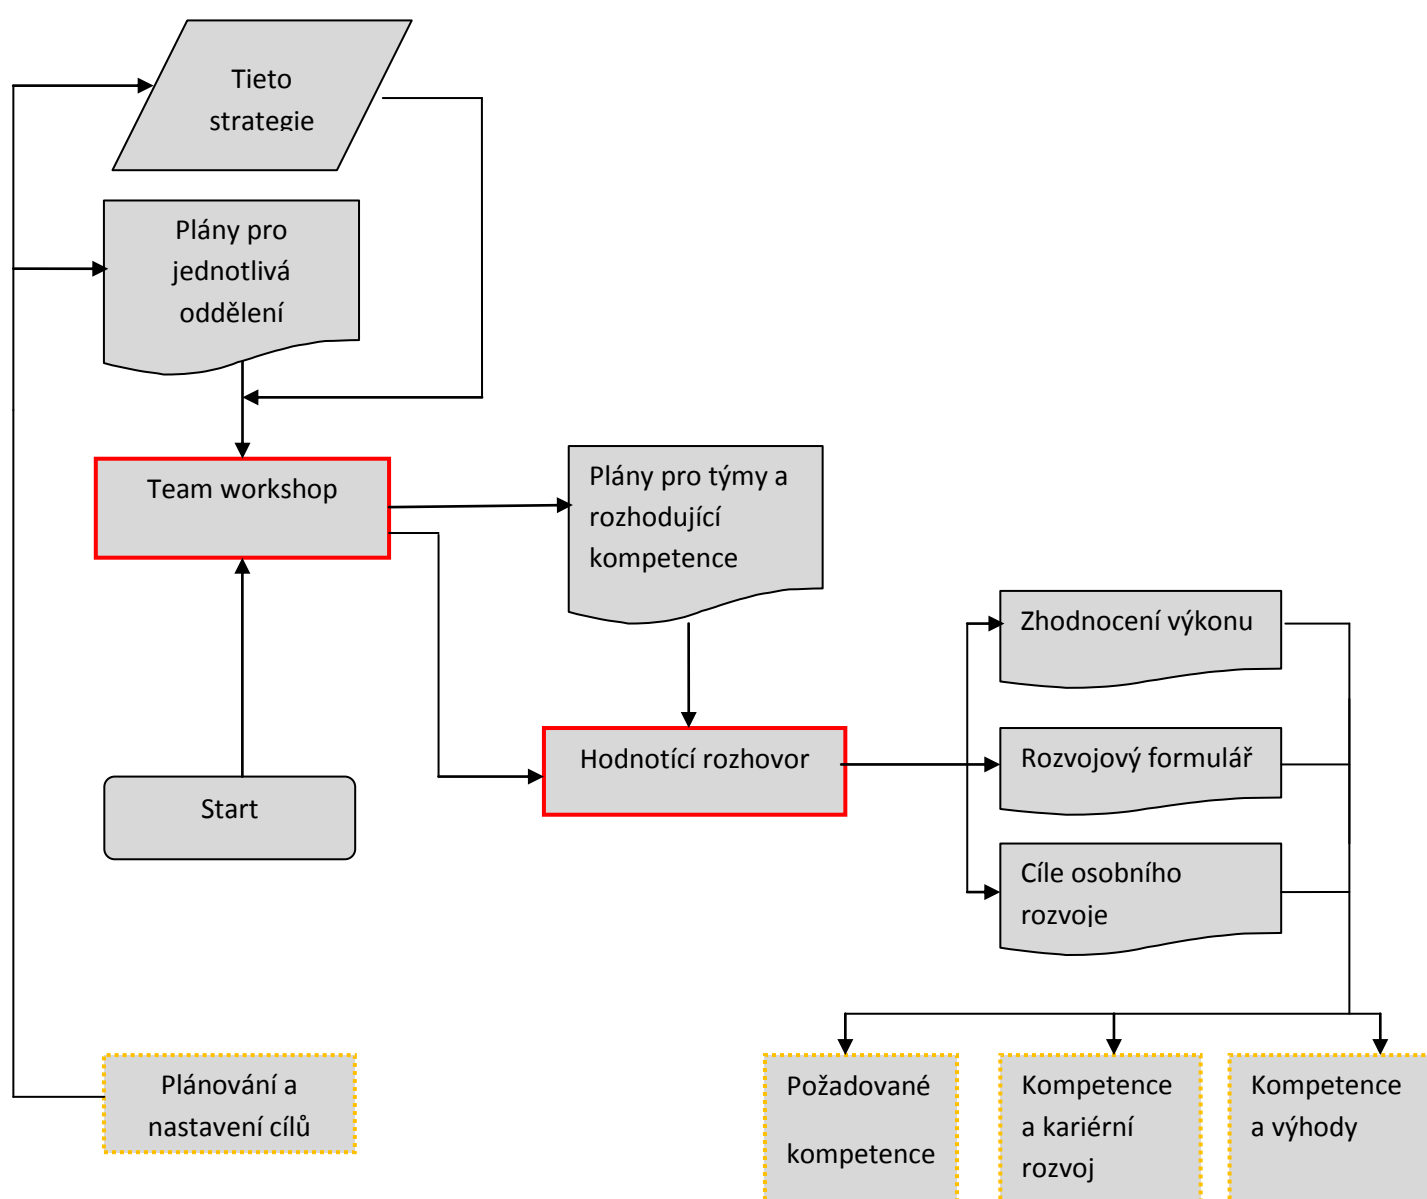 Tieto
strategie
Plány pro
jednotlivá
oddělení
Team workshop
Plány pro týmy a
rozhodující
kompetence
Zhodnocení výkonu
Hodnotící rozhovor
Rozvojový formulář
Start
Cíle osobního
rozvoje
Plánování a
nastavení cílů
Požadované
kompetence
Kompetence
a kariérní
rozvoj
Kompetence
a výhody